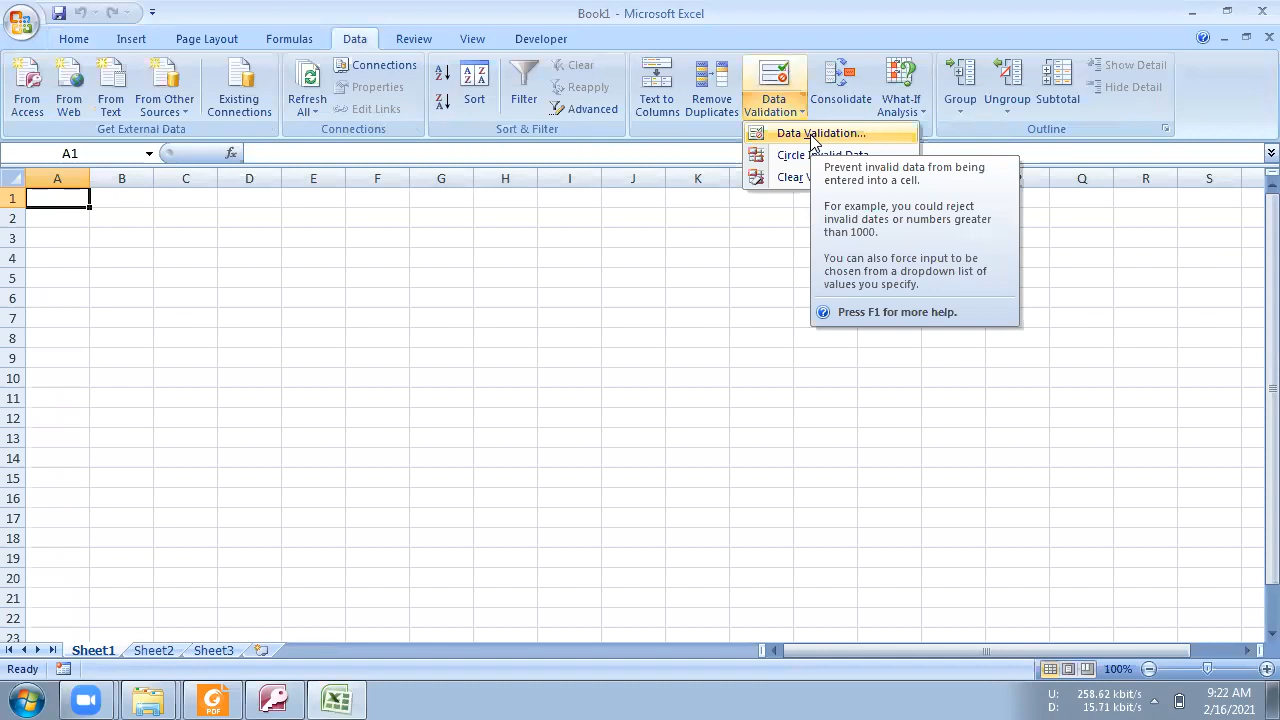 Book1 - Microsoft Excel
Home Insert Page Layout Formulas Data Review View Developer
From Access
From Web
From Text
From Other Sources
Existing Connections
Get External Data
Refresh All
Connections
Properties
Edit Links
Connections
Sort
Filter
Clear
Reapply
Advanced
Sort & Filter
Text to Columns
Remove Duplicates
Data Validation
Consolidate
What-If Analysis
Group
Ungroup
Subtotal
Show Detail
Hide Detail
Outline
Data Validation...
Circle Invalid Data
Clear V
Prevent invalid data from being
entered into a cell.
For example, you could reject
invalid dates or numbers greater
than 1000.
You can also force input to be
chosen from a dropdown list of
values you specify.
Press F1 for more help.
A1 fx
A B C D E F G H I J K Q R S
1
2
3
4
5
6
7
8
9
10
11
12
13
14
15
16
17
18
19
20
21
22
23
Sheet1 Sheet2 Sheet3
Ready 100%
PDF
U: 258.62 kbit/s
D: 15.71 kbit/s
9:22 AM
2/16/2021